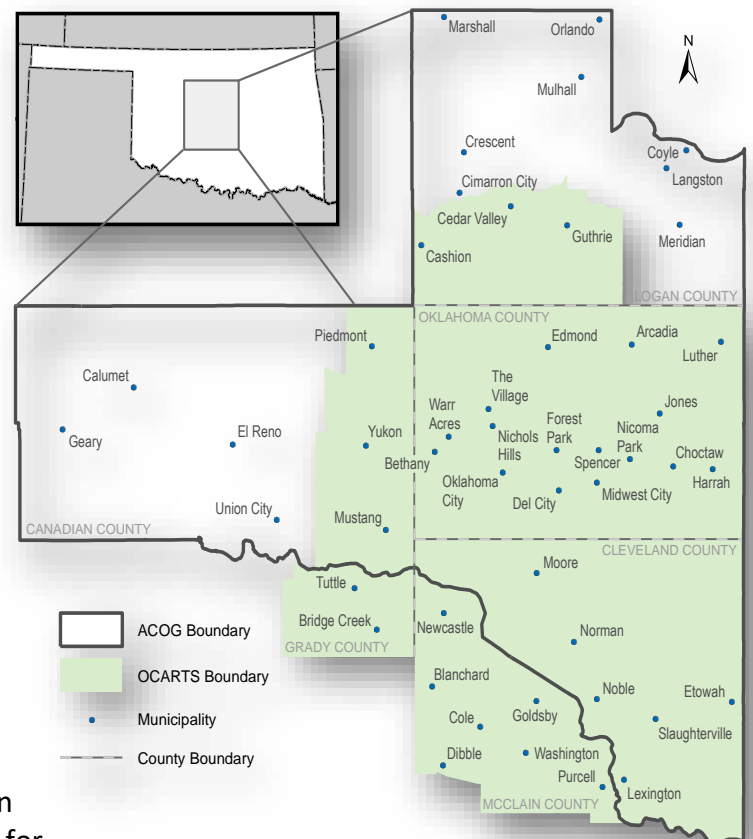 Marshall
Orlando
N
Mulhall
Crescent
Coyle
Langston
Cimarron City
Cedar Valley
Guthrie
Meridian
Cashion
LOGAN COUNTY
OKLAHOMA COUNTY
Piedmont
Edmond
Arcadia
Luther
Calumet
The
Village
Jones
Warr
Acres
Forest
Park
Nicoma
Park
Geary
El Reno
Yukon
Nichols
Hills
Choctaw
Bethany
Spencer
Oklahoma
City
Harrah
Midwest City
Del City
Union City
Mustang
CANADIAN COUNTY
CLEVELAND COUNTY
Moore
Tuttle
Bridge Creek
Newcastle
GRADY COUNTY
Norman
ACOG Boundary
OCARTS Boundary
Municipality
County Boundary
Blanchard
Noble
Etowah
Cole
Goldsby
Slaughterville
Dibble
Washington
Purcell
Lexington
MCCLAIN COUNTY
n
for